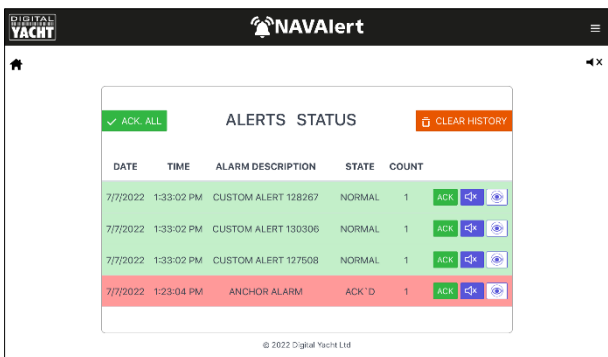 DIGITAL
YACHT
NAVAlert
ACK. ALL
ALERTS STATUS
CLEAR HISTORY
DATE TIME ALARM DESCRIPTION STATE COUNT
7/7/2022 1:33:02 PM CUSTOM ALERT 128267 NORMAL 1 ACK
7/7/2022 1:33:02 PM CUSTOM ALERT 130306 NORMAL 1 ACK
7/7/2022 1:33:02 PM CUSTOM ALERT 127508 NORMAL 1 ACK
7/7/2022 1:23:04 PM ANCHOR ALARM ACK`D 1 ACK
© 2022 Digital Yacht Ltd